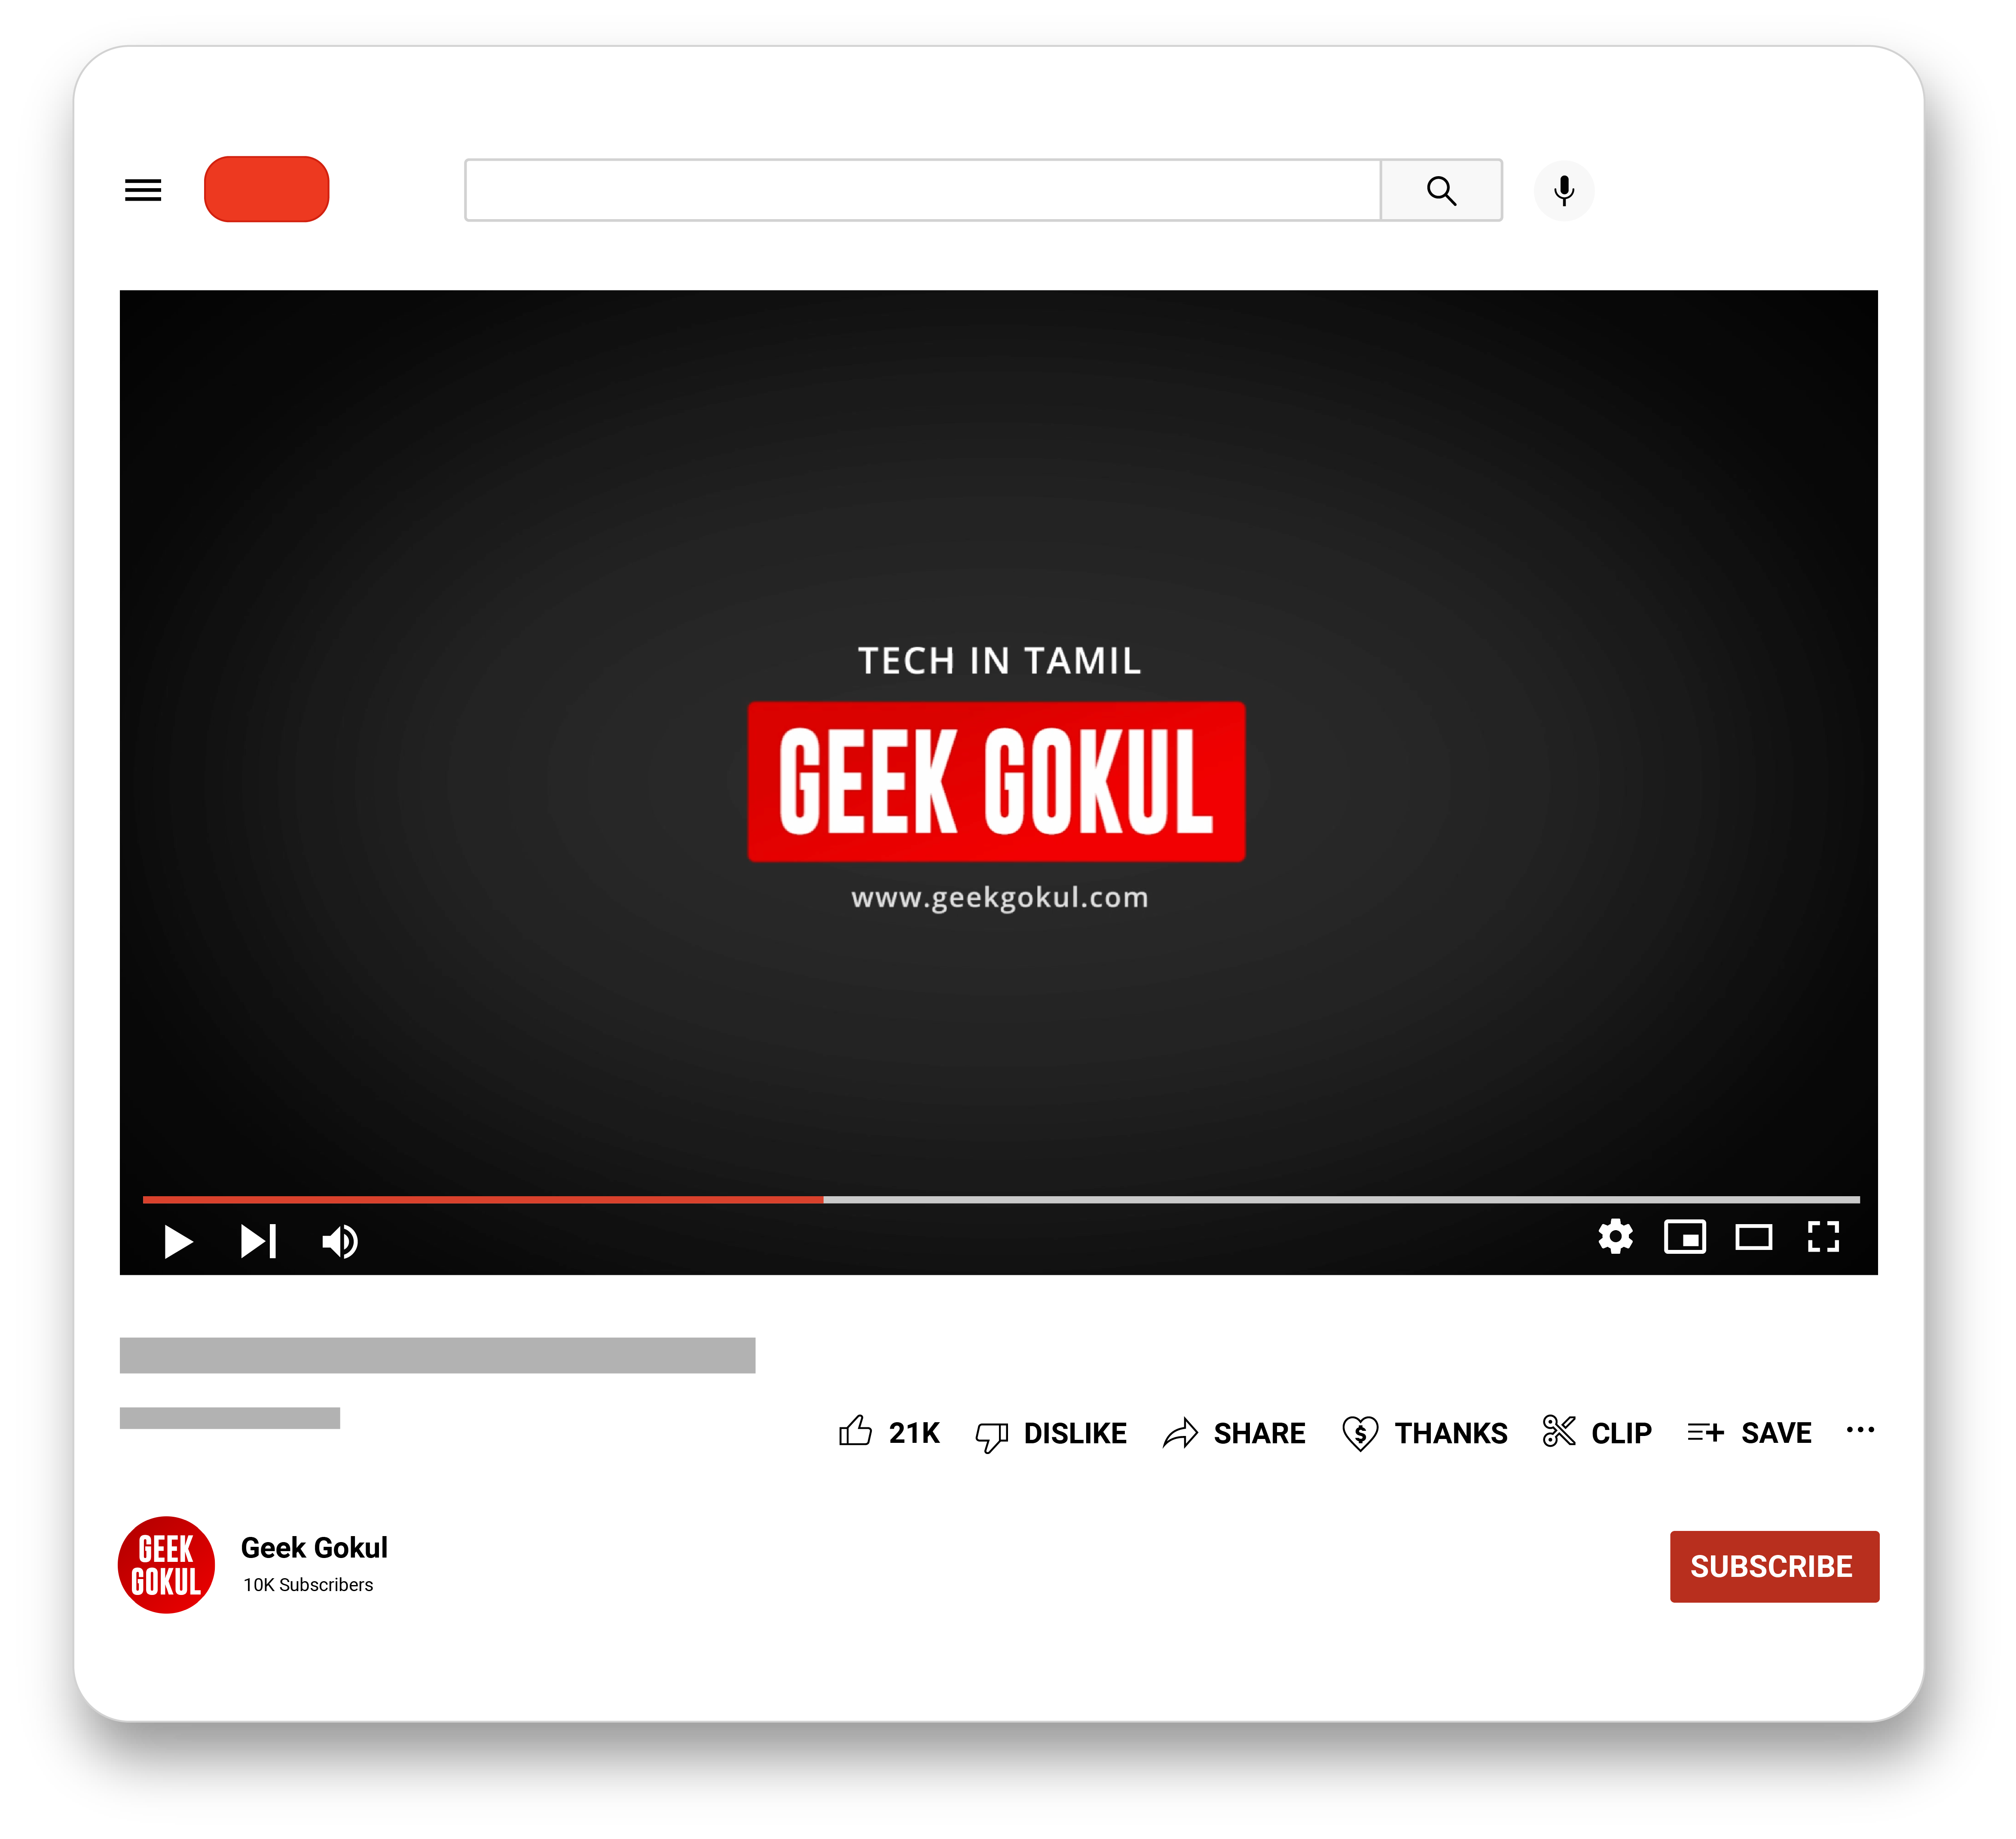 TECH IN TAMIL
GEEK GOKUL
www.geekgokul.com
21K DISLIKE SHARE THANKS CLIP SAVE
GEEK
GOKUL
Geek Gokul
10K Subscribers
SUBSCRIBE